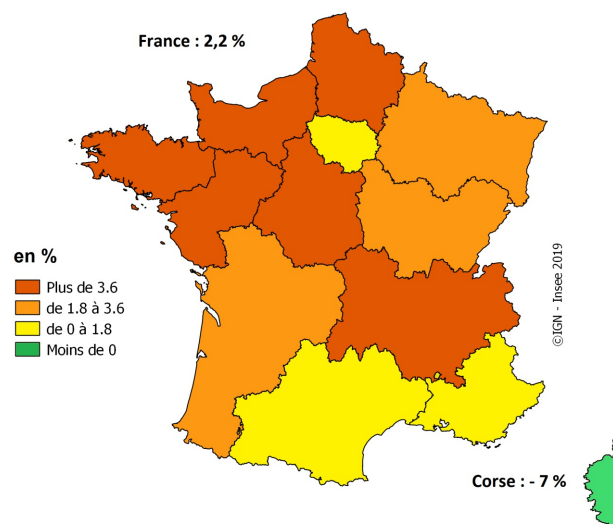 France : 2,2 %
en %
Plus de 3.6
de 1.8 à 3.6
de 0 à 1.8
Moins de 0
©IGN - Insee 2019
Corse : - 7 %